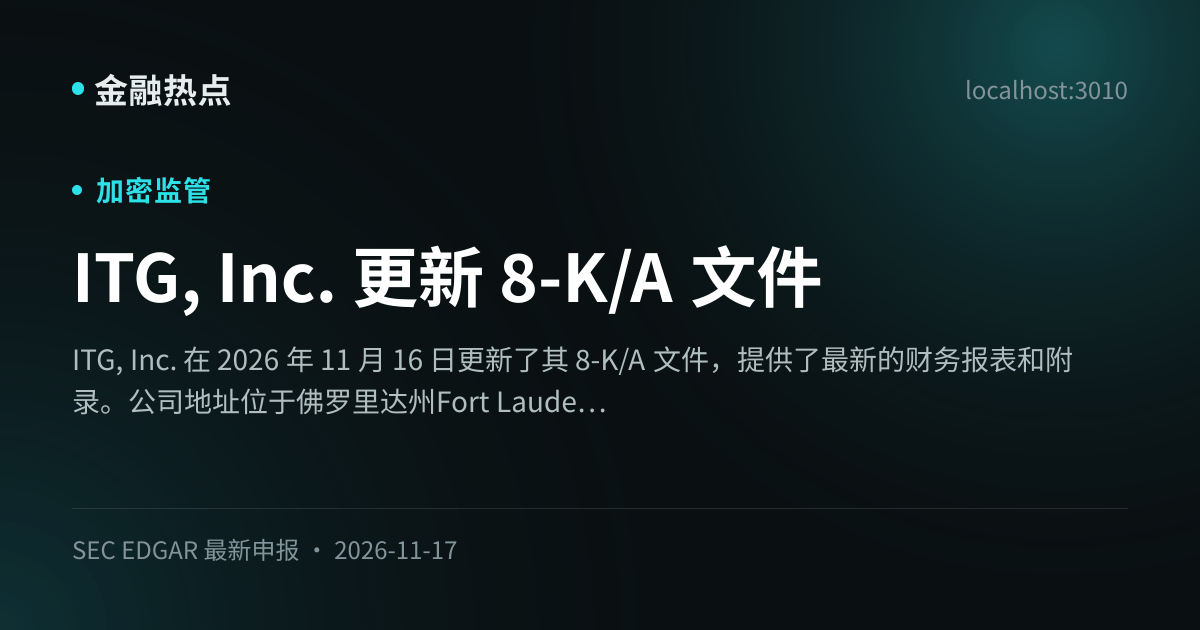 金融热点
localhost:3010
加密监管
ITG, Inc. 更新 8-K/A 文件
ITG, Inc. 在 2026 年 11 月 16 日更新了其 8-K/A 文件，提供了最新的财务报表和附
录。公司地址位于佛罗里达州Fort Laude…
SEC EDGAR 最新申报 · 2026-11-17